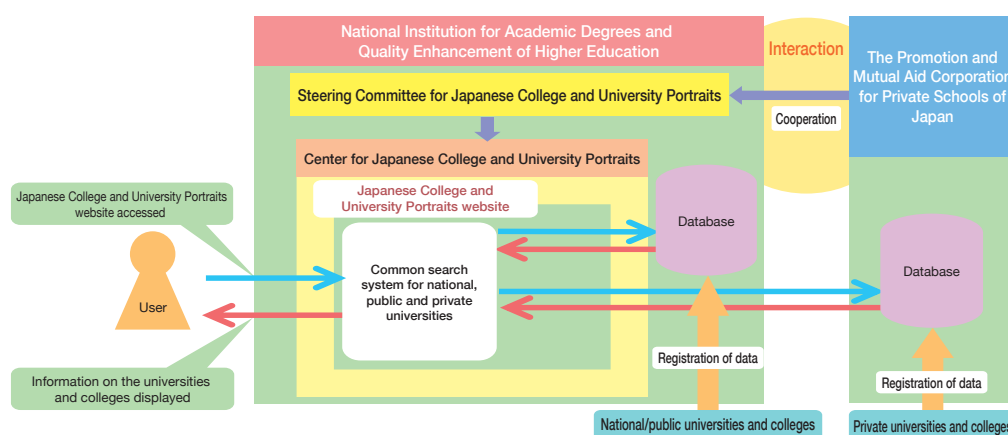 National Institution for Academic Degrees and
Quality Enhancement of Higher Education
Interaction
The Promotion and
Mutual Aid Corporation
for Private Schools of
Japan
Steering Committee for Japanese College and University Portraits
Cooperation
Center for Japanese College and University Portraits
Japanese College and
University Portraits website
Japanese College and University Portraits
website accessed
Database
Database
Common search
system for national,
public and private
universities
User
Information on the universities
and colleges displayed
Registration of data
Registration of data
National/public universities and colleges
Private universities and colleges